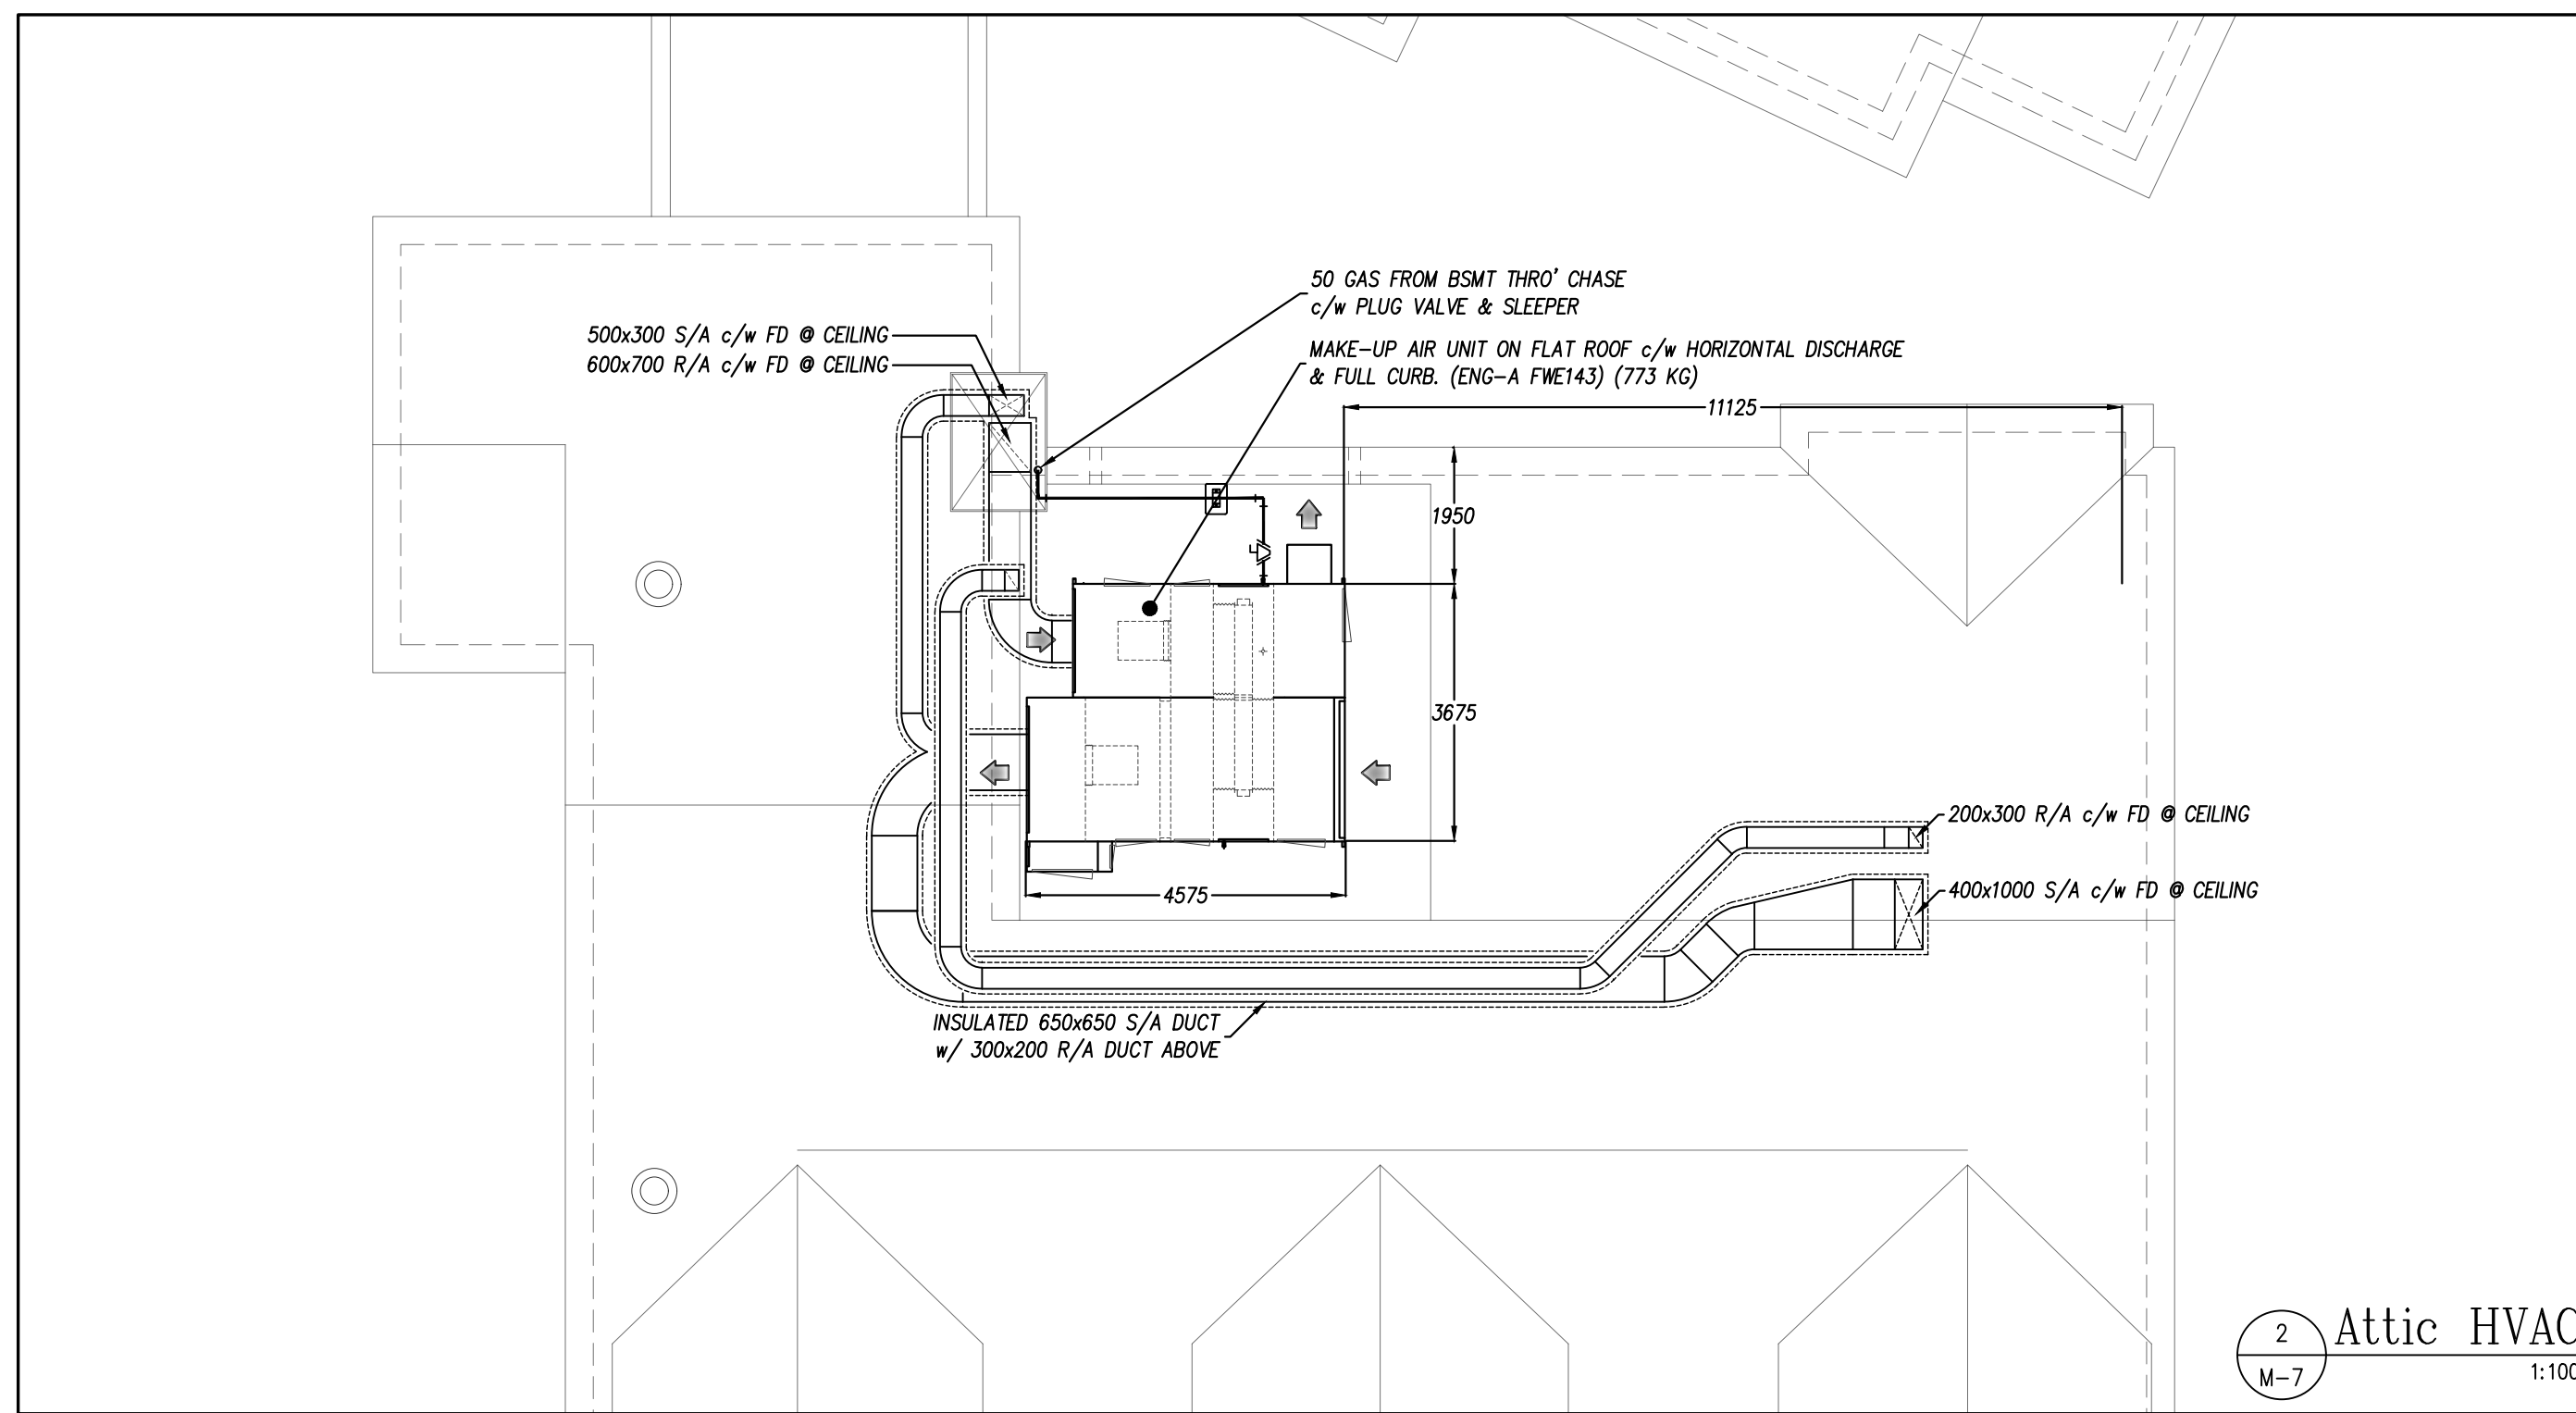 50 GAS FROM BSMT THRO' CHASE
c/w PLUG VALVE & SLEEPER
500x300 S/A c/w FD @ CEILING
600x700 R/A c/w FD @ CEILING
MAKE-UP AIR UNIT ON FLAT ROOF c/w HORIZONTAL DISCHARGE
& FULL CURB. (ENG-A FWE143) (773 KG)
11125
1950
3675
4575
200x300 R/A c/w FD @ CEILING
400x1000 S/A c/w FD @ CEILING
INSULATED 650x650 S/A DUCT
w/ 300x200 R/A DUCT ABOVE
2
M-7
Attic HVAC
1:100